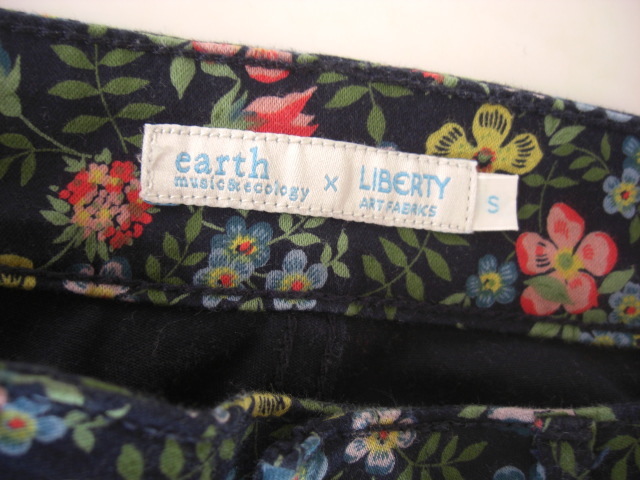 earth
music&ecology
×
LIBERTY
ART FABRICS
S